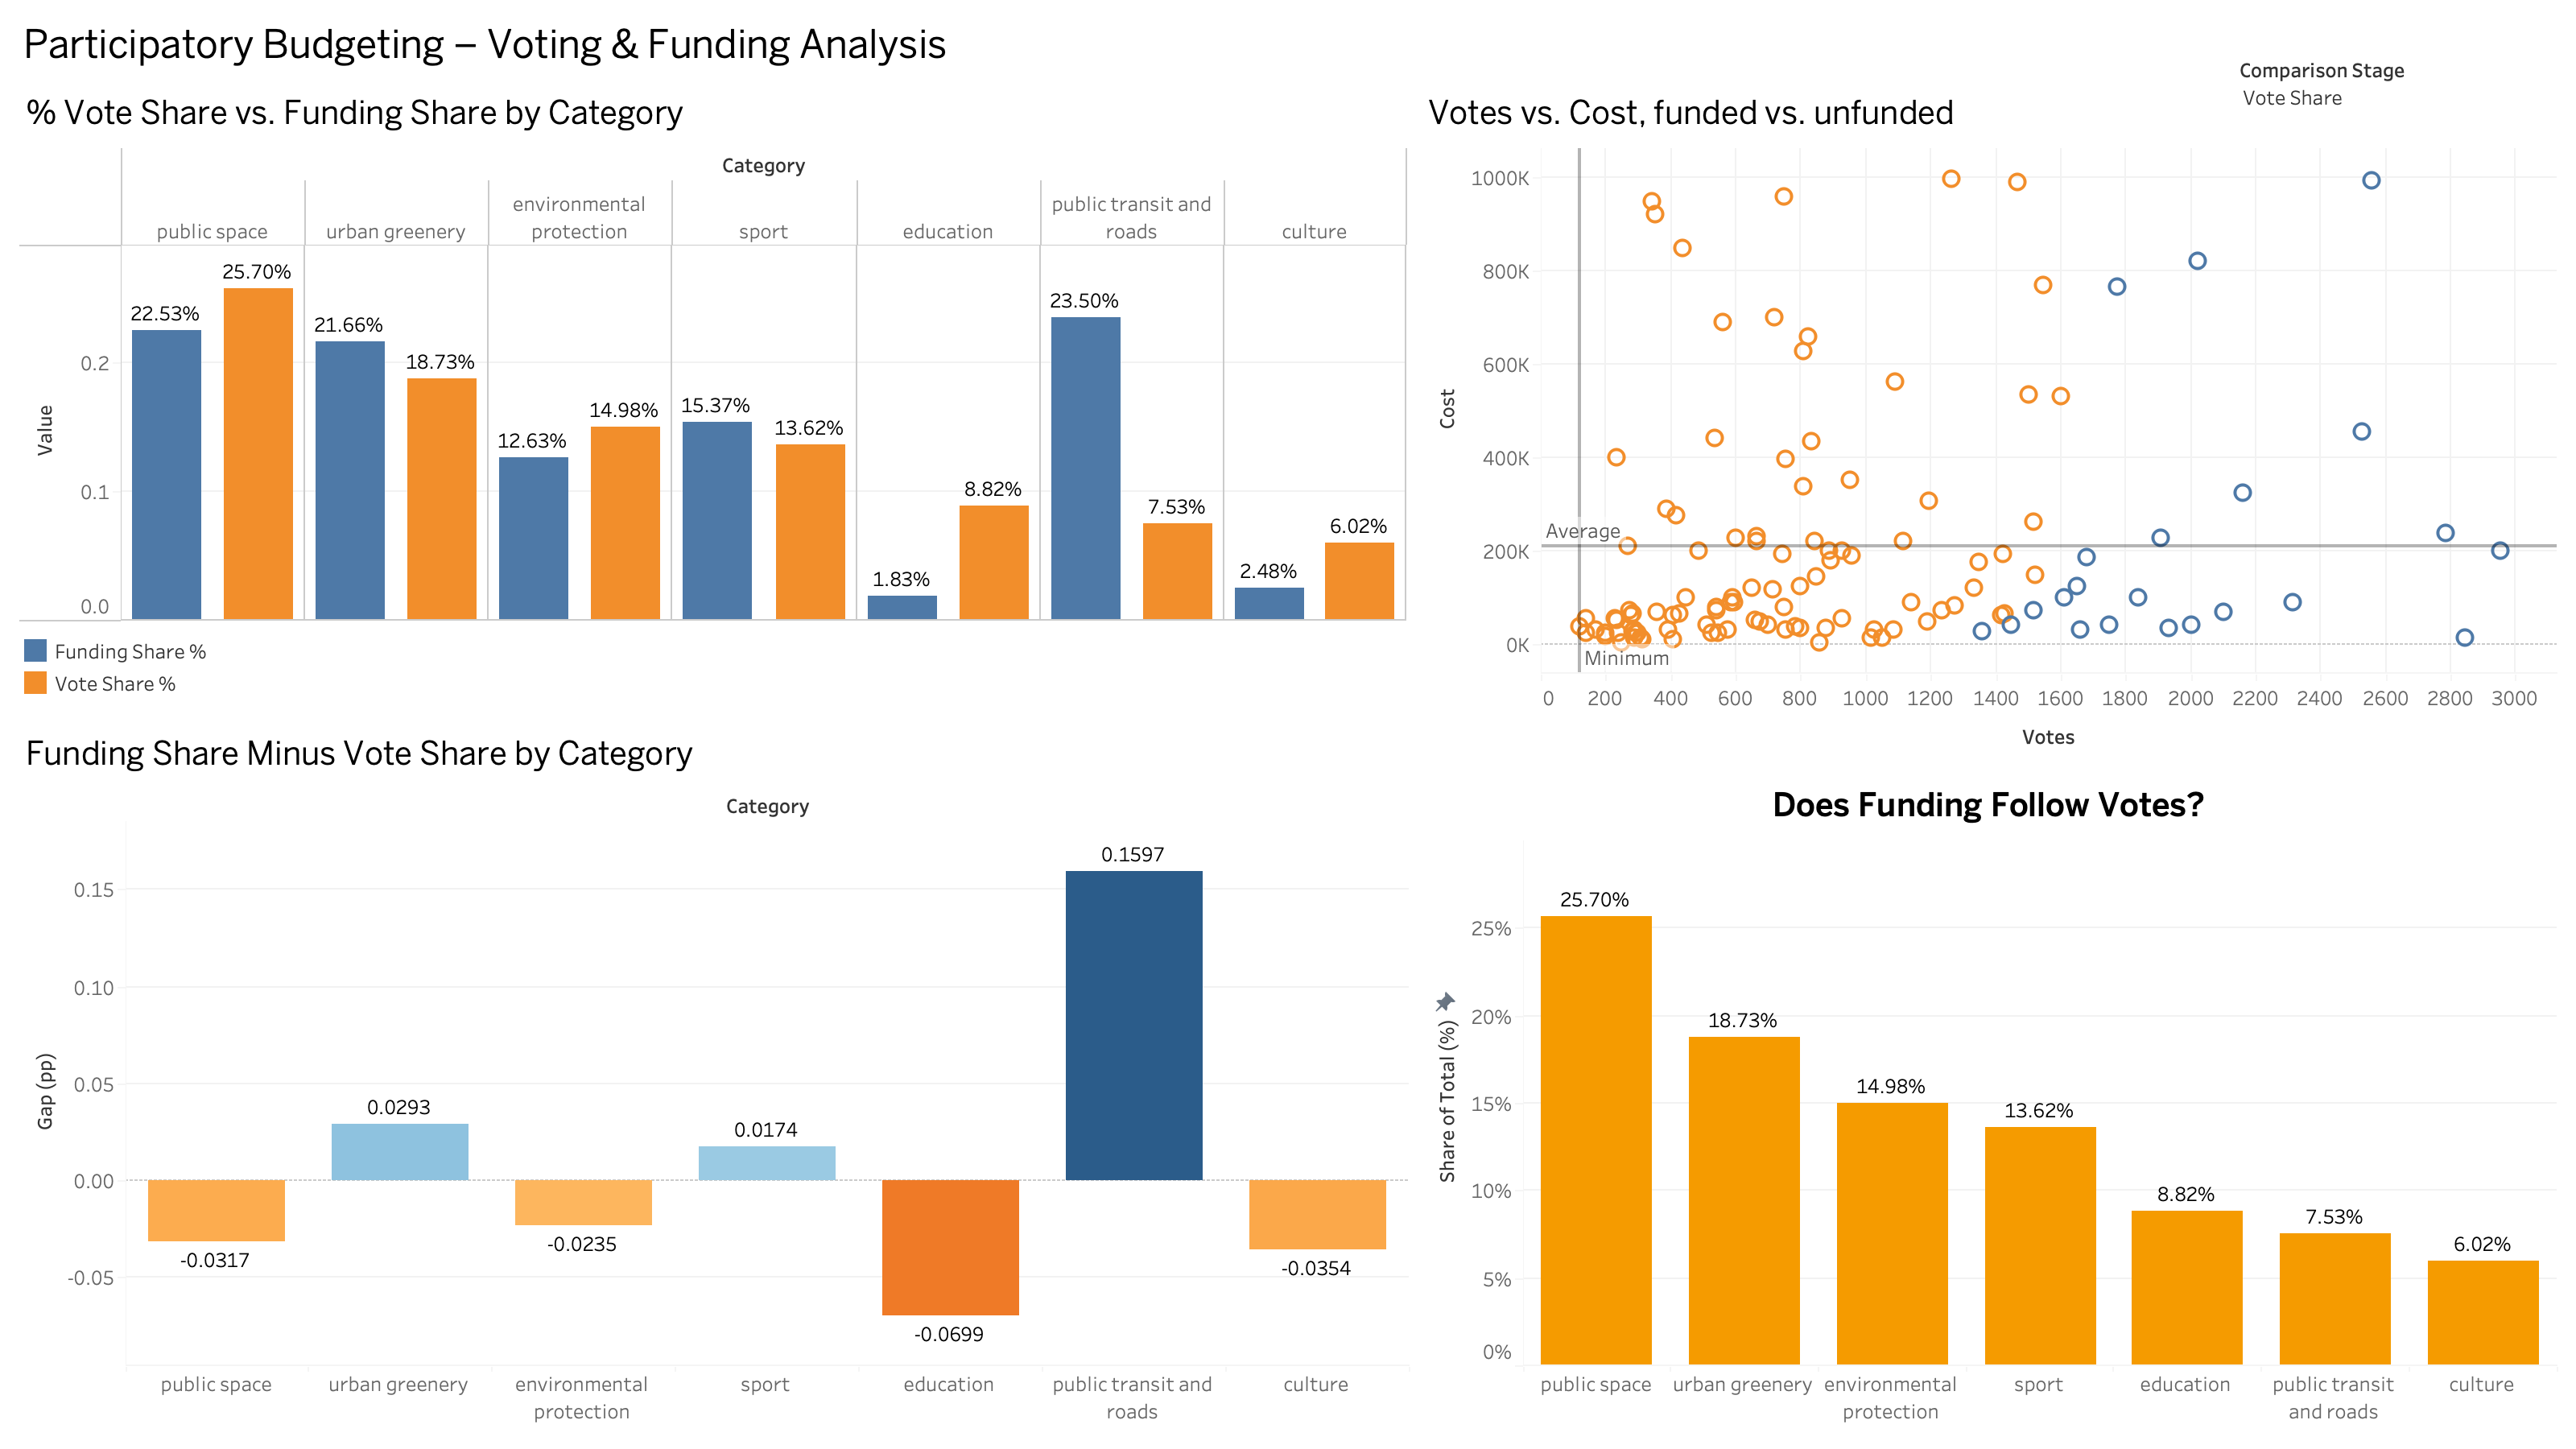 Participatory Budgeting – Voting & Funding Analysis
Comparison Stage
Vote Share
% Vote Share vs. Funding Share by Category
Category
public space
urban greenery
environmental
protection
sport
education
public transit and
roads
culture
Value
0.2
0.1
0.0
22.53%
25.70%
21.66%
18.73%
12.63%
14.98%
15.37%
13.62%
1.83%
8.82%
23.50%
7.53%
2.48%
6.02%
Funding Share %
Vote Share %
Votes vs. Cost, funded vs. unfunded
Cost
1000K
800K
600K
400K
200K
0K
Average
Minimum
0 200 400 600 800 1000 1200 1400 1600 1800 2000 2200 2400 2600 2800 3000
Votes
Funding Share Minus Vote Share by Category
Category
Gap (pp)
0.15
0.10
0.05
0.00
-0.05
-0.0317
0.0293
-0.0235
0.0174
-0.0699
0.1597
-0.0354
public space
urban greenery
environmental
protection
sport
education
public transit and
roads
culture
Does Funding Follow Votes?
Share of Total (%)
25%
20%
15%
10%
5%
0%
25.70%
18.73%
14.98%
13.62%
8.82%
7.53%
6.02%
public space
urban greenery
environmental
protection
sport
education
public transit
and roads
culture